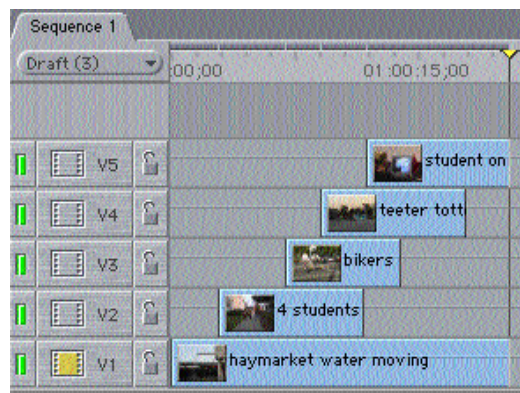 Sequence 1
Draft (3)
:00;00 01:00:15;00
V5 student on
V4 teeter tott
V3 bikers
V2 4 students
V1 haymarket water moving